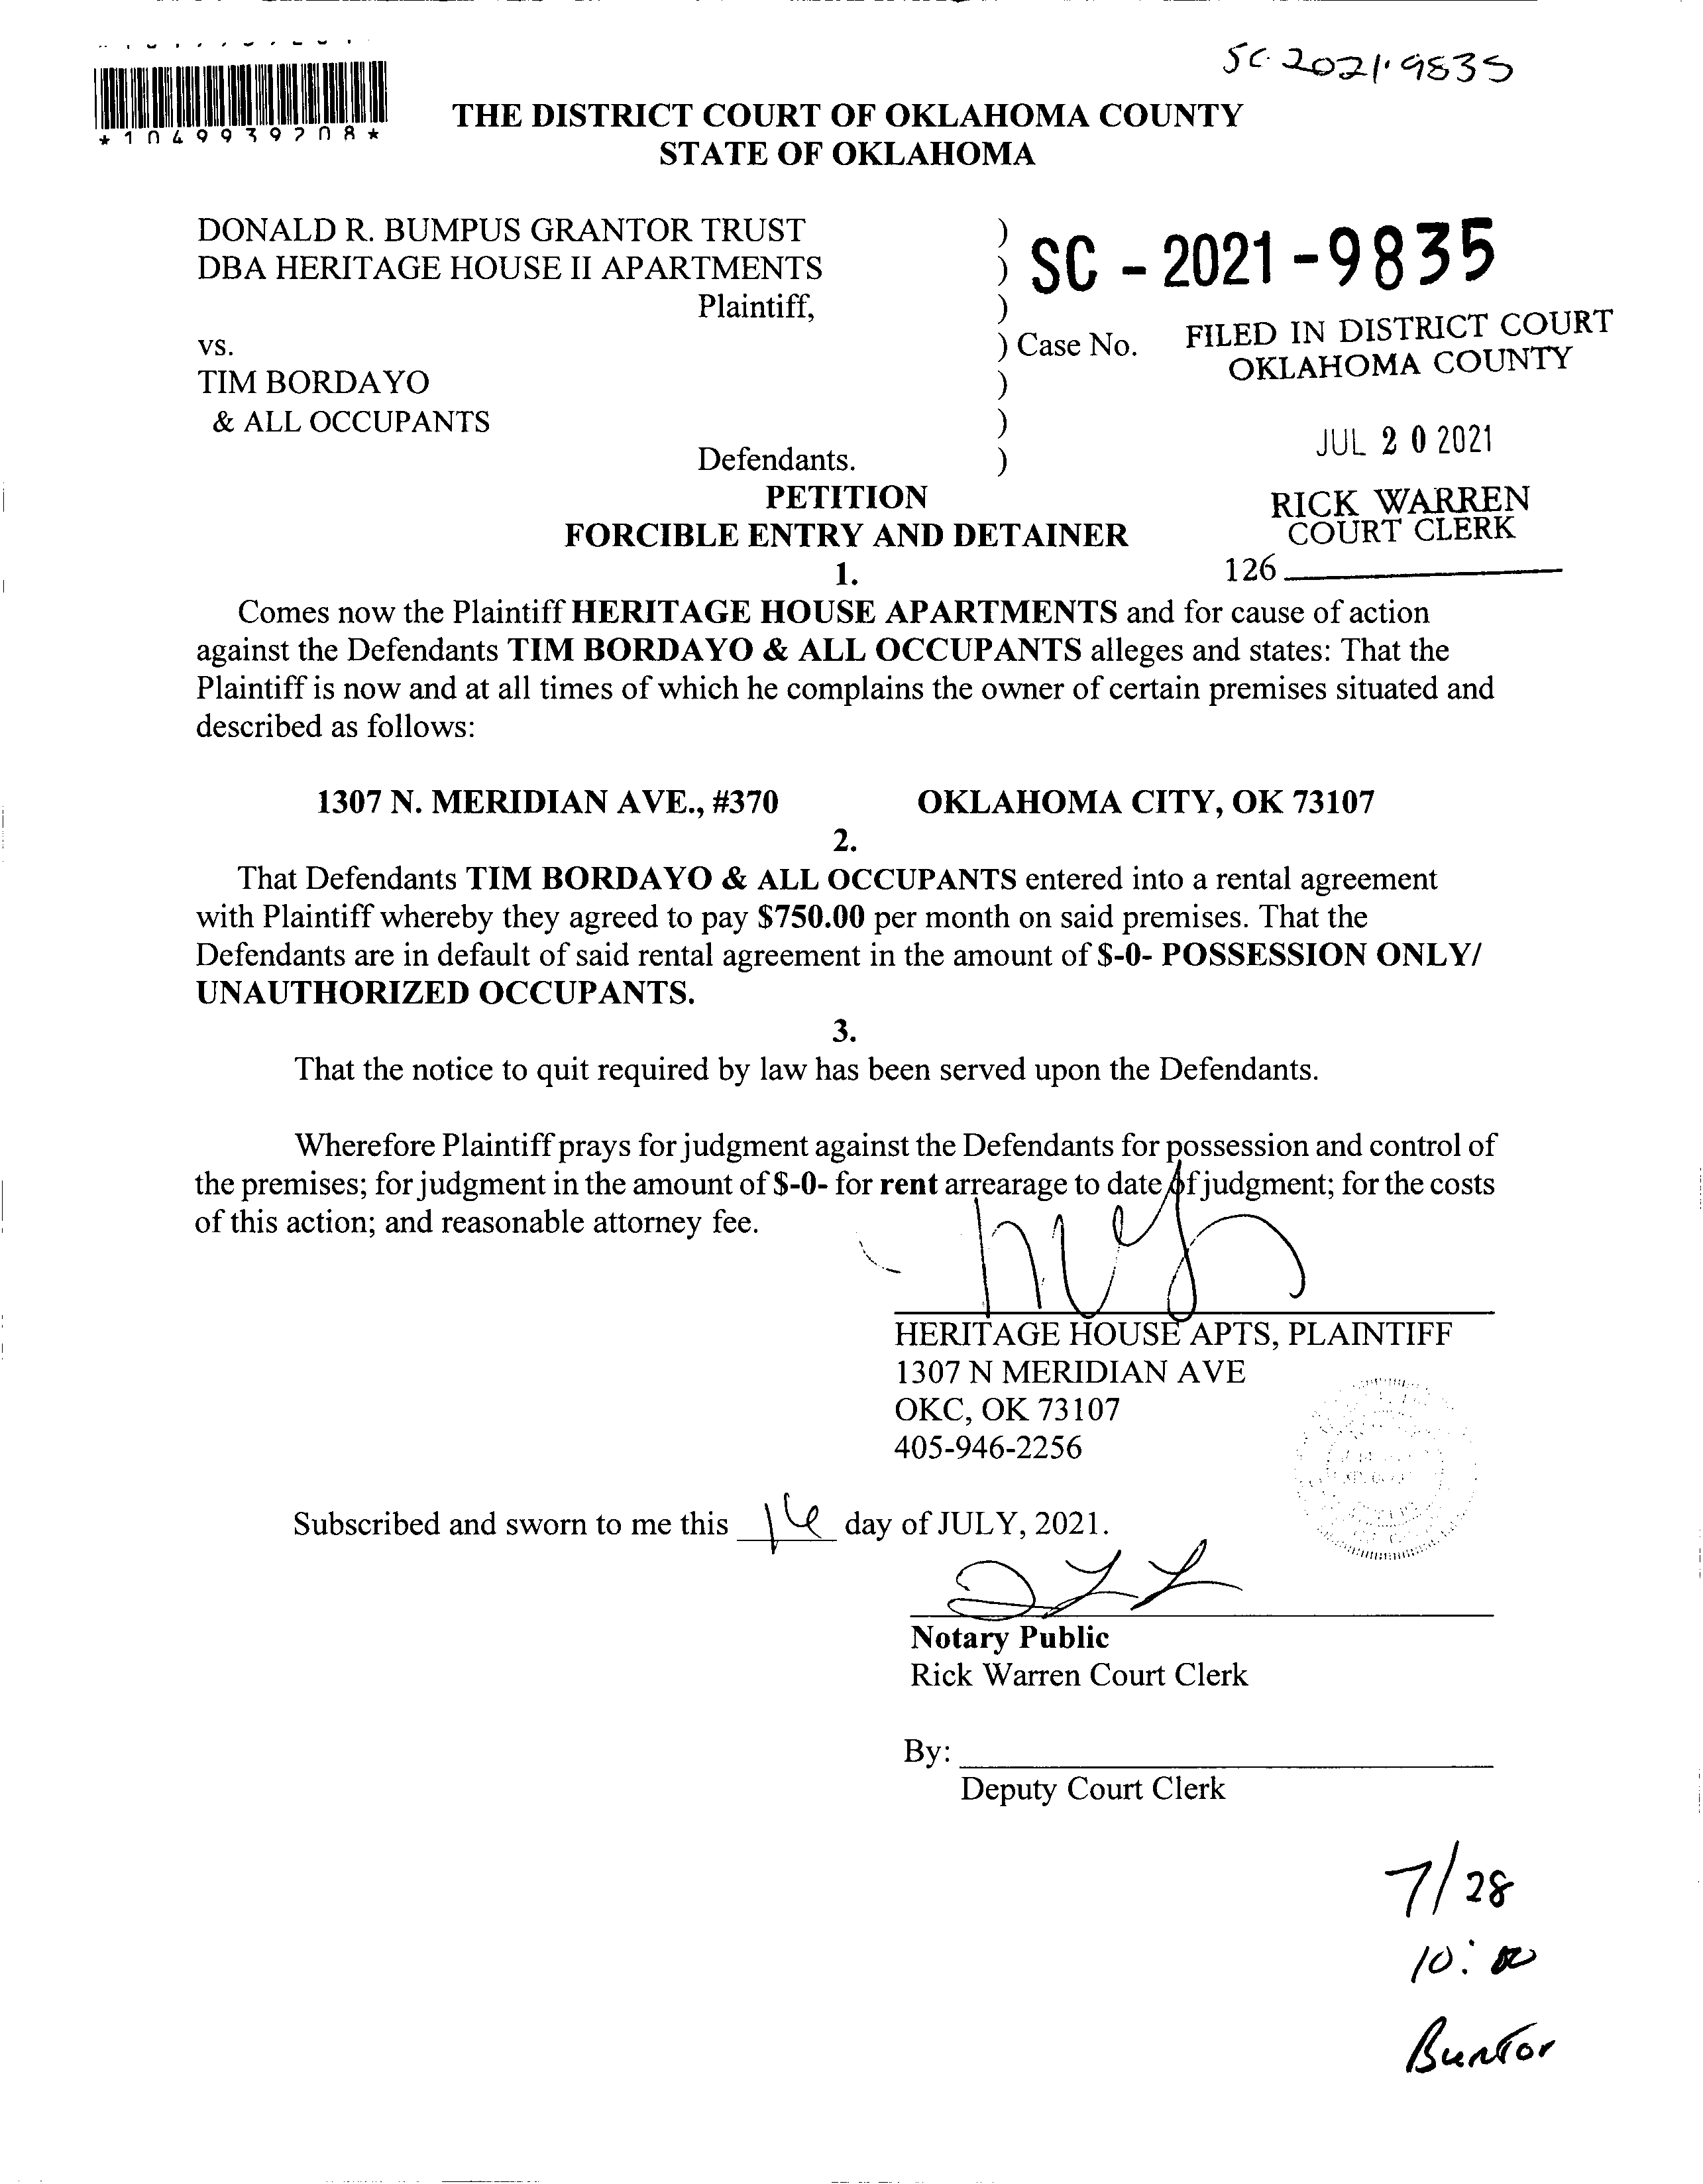 SC-2021-9835
*1049939208*
THE DISTRICT COURT OF OKLAHOMA COUNTY
STATE OF OKLAHOMA
DONALD R. BUMPUS GRANTOR TRUST )
DBA HERITAGE HOUSE II APARTMENTS ) SC - 2021 - 9835
Plaintiff, )
vs. ) Case No. FILED IN DISTRICT COURT
OKLAHOMA COUNTY
TIM BORDAYO )
& ALL OCCUPANTS )
JUL 20 2021
Defendants. )
PETITION
RICK WARREN
FORCIBLE ENTRY AND DETAINER
COURT CLERK
1.
126
Comes now the Plaintiff HERITAGE HOUSE APARTMENTS and for cause of action
against the Defendants TIM BORDAYO & ALL OCCUPANTS alleges and states: That the
Plaintiff is now and at all times of which he complains the owner of certain premises situated and
described as follows:
1307 N. MERIDIAN AVE., #370 OKLAHOMA CITY, OK 73107
2.
That Defendants TIM BORDAYO & ALL OCCUPANTS entered into a rental agreement
with Plaintiff whereby they agreed to pay $750.00 per month on said premises. That the
Defendants are in default of said rental agreement in the amount of $-0- POSSESSION ONLY/
UNAUTHORIZED OCCUPANTS.
3.
That the notice to quit required by law has been served upon the Defendants.
Wherefore Plaintiff prays for judgment against the Defendants for possession and control of
the premises; for judgment in the amount of $-0- for rent arrearage to date of judgment; for the costs
of this action; and reasonable attorney fee.
HERITAGE HOUSE APTS, PLAINTIFF
1307 N MERIDIAN AVE
OKC, OK 73107
405-946-2256
Subscribed and sworn to me this 16 day of JULY, 2021.
Notary Public
Rick Warren Court Clerk
By:
Deputy Court Clerk
7/28
10:00
Buntor